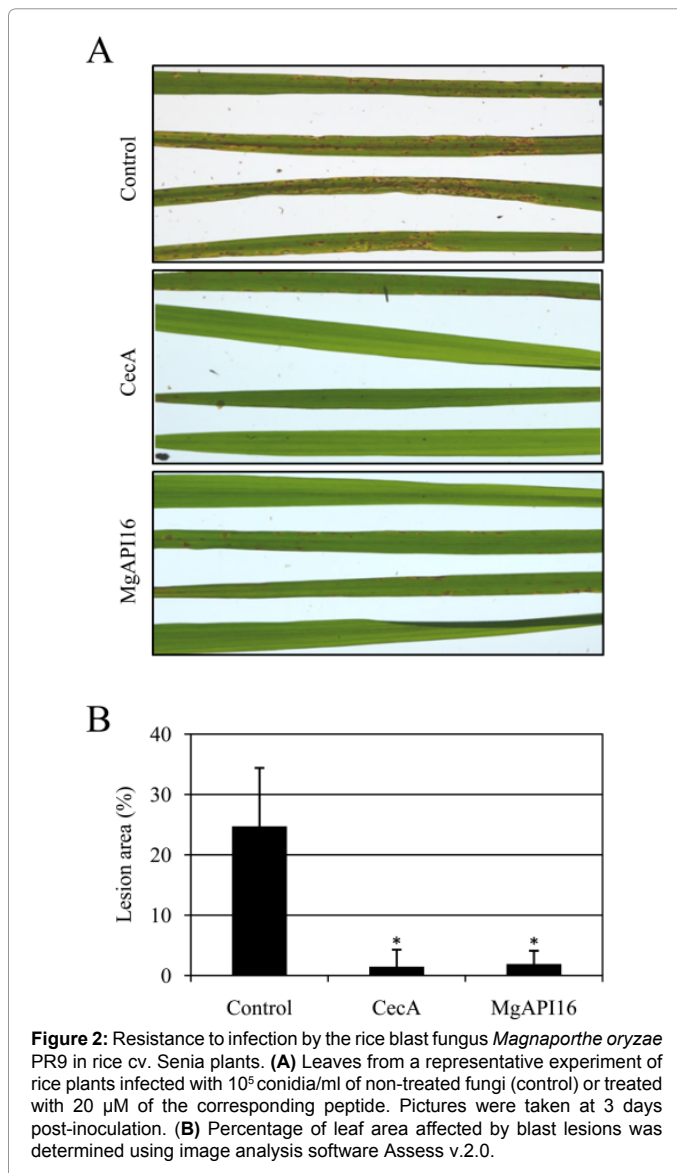 A
Control
CecA
MgAPI16
B
Lesion area (%)
40
30
20
10
0
*
*
Control
CecA
MgAPI16
Figure 2: Resistance to infection by the rice blast fungus Magnaporthe oryzae
PR9 in rice cv. Senia plants. (A) Leaves from a representative experiment of
rice plants infected with 10⁵ conidia/ml of non-treated fungi (control) or treated
with 20 µM of the corresponding peptide. Pictures were taken at 3 days
post-inoculation. (B) Percentage of leaf area affected by blast lesions was
determined using image analysis software Assess v.2.0.